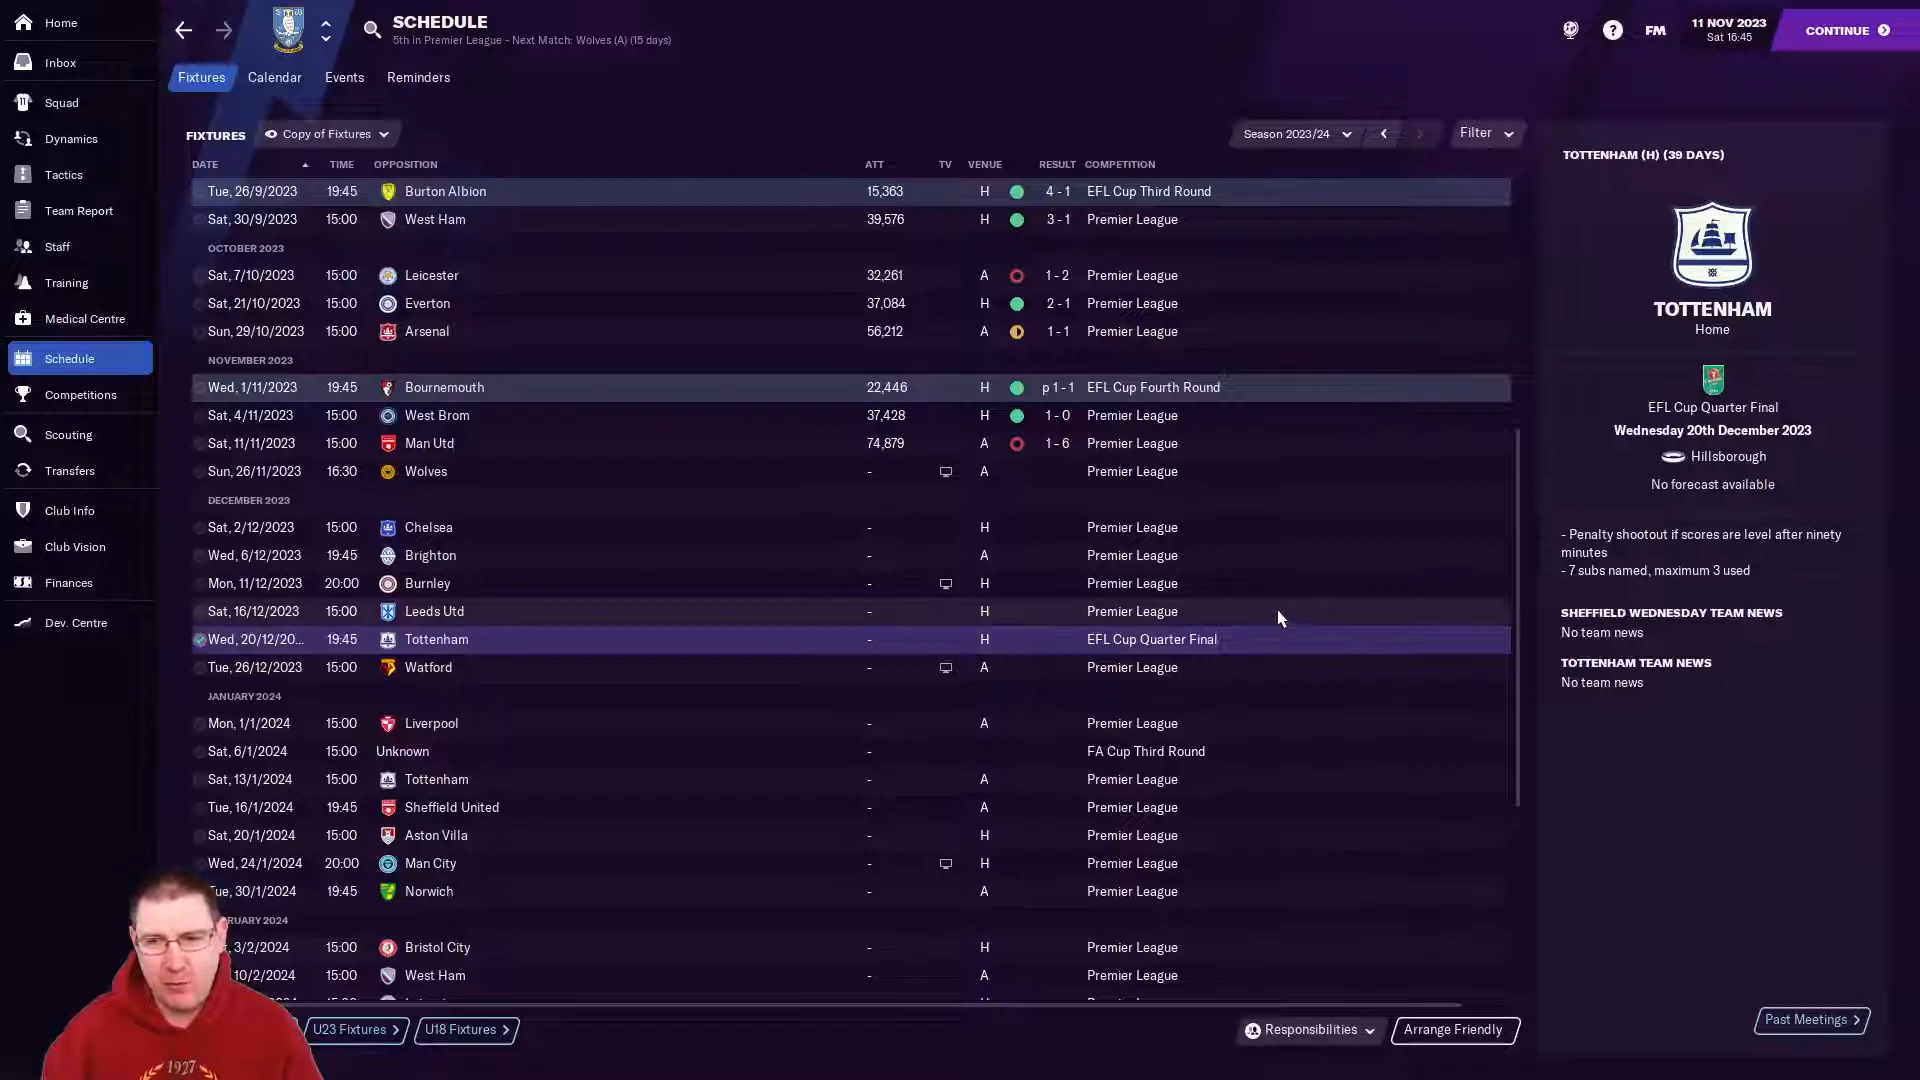 Home
Inbox
Squad
Dynamics
Tactics
Team Report
Staff
Training
Medical Centre
Schedule
Competitions
Scouting
Transfers
Club Info
Club Vision
Finances
Dev. Centre
SCHEDULE
5th in Premier League - Next Match: Wolves (A) (15 days)
FM
11 NOV 2023
Sat 16:45
CONTINUE
Fixtures Calendar Events Reminders
FIXTURES Copy of Fixtures
Season 2023/24 Filter
DATE TIME OPPOSITION ATT TV VENUE RESULT COMPETITION
Tue, 26/9/2023 19:45 Burton Albion 15,363 H 4 - 1 EFL Cup Third Round
Sat, 30/9/2023 15:00 West Ham 39,576 H 3 - 1 Premier League
OCTOBER 2023
Sat, 7/10/2023 15:00 Leicester 32,261 A 1 - 2 Premier League
Sat, 21/10/2023 15:00 Everton 37,084 H 2 - 1 Premier League
Sun, 29/10/2023 15:00 Arsenal 56,212 A 1 - 1 Premier League
NOVEMBER 2023
Wed, 1/11/2023 19:45 Bournemouth 22,446 H p 1 - 1 EFL Cup Fourth Round
Sat, 4/11/2023 15:00 West Brom 37,428 H 1 - 0 Premier League
Sat, 11/11/2023 15:00 Man Utd 74,879 A 1 - 6 Premier League
Sun, 26/11/2023 16:30 Wolves - A Premier League
DECEMBER 2023
Sat, 2/12/2023 15:00 Chelsea - H Premier League
Wed, 6/12/2023 19:45 Brighton - A Premier League
Mon, 11/12/2023 20:00 Burnley - H Premier League
Sat, 16/12/2023 15:00 Leeds Utd - H Premier League
Wed, 20/12/20... 19:45 Tottenham - H EFL Cup Quarter Final
Tue, 26/12/2023 15:00 Watford - A Premier League
JANUARY 2024
Mon, 1/1/2024 15:00 Liverpool - A Premier League
Sat, 6/1/2024 15:00 Unknown - FA Cup Third Round
Sat, 13/1/2024 15:00 Tottenham - A Premier League
Tue, 16/1/2024 19:45 Sheffield United - A Premier League
Sat, 20/1/2024 15:00 Aston Villa - H Premier League
Wed, 24/1/2024 20:00 Man City - H Premier League
Tue, 30/1/2024 19:45 Norwich - A Premier League
RUARY 2024
3/2/2024 15:00 Bristol City - H Premier League
10/2/2024 15:00 West Ham - A Premier League
U23 Fixtures U18 Fixtures Responsibilities Arrange Friendly
TOTTENHAM (H) (39 DAYS)
TOTTENHAM
Home
EFL Cup Quarter Final
Wednesday 20th December 2023
Hillsborough
No forecast available
- Penalty shootout if scores are level after ninety
minutes
- 7 subs named, maximum 3 used
SHEFFIELD WEDNESDAY TEAM NEWS
No team news
TOTTENHAM TEAM NEWS
No team news
Past Meetings
1927